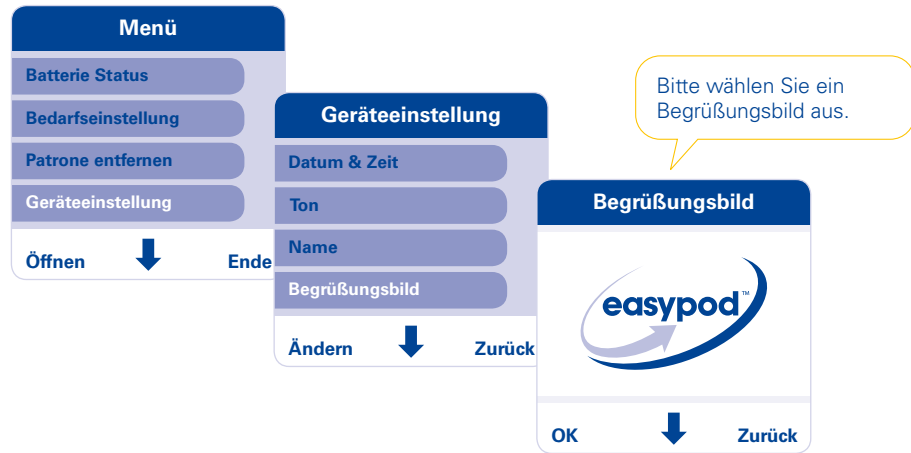 Menü
Batterie Status
Bedarfseinstellung
Patrone entfernen
Geräteeinstellung
Öffnen
Ende
Geräteeinstellung
Datum & Zeit
Ton
Name
Begrüßungsbild
Ändern
Zurück
Bitte wählen Sie ein
Begrüßungsbild aus.
Begrüßungsbild
easypod™
OK
Zurück